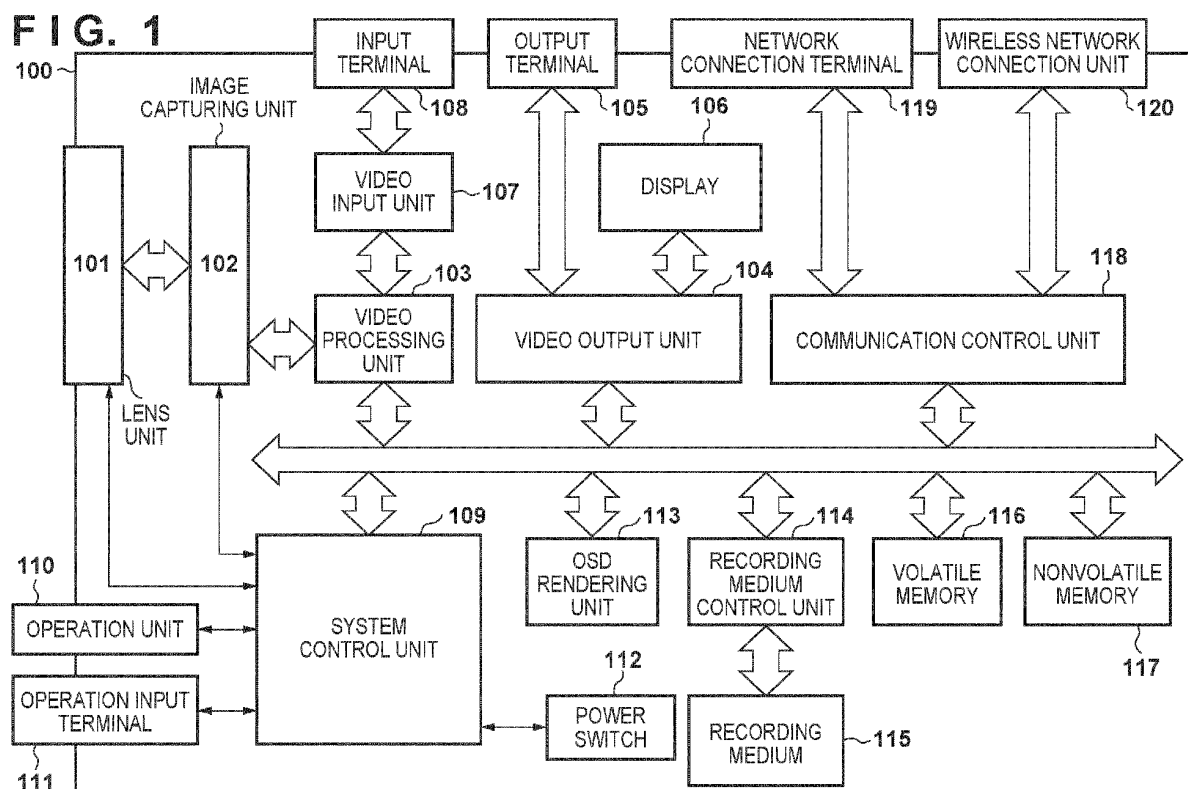 FIG. 1
100
INPUT
TERMINAL
108
OUTPUT
TERMINAL
105
NETWORK
CONNECTION TERMINAL
119
WIRELESS NETWORK
CONNECTION UNIT
120
IMAGE
CAPTURING UNIT
101
102
LENS
UNIT
VIDEO
INPUT UNIT
107
106
DISPLAY
103
VIDEO
PROCESSING
UNIT
104
VIDEO OUTPUT UNIT
118
COMMUNICATION CONTROL UNIT
109
SYSTEM
CONTROL UNIT
113
OSD
RENDERING
UNIT
114
RECORDING
MEDIUM
CONTROL UNIT
116
VOLATILE
MEMORY
NONVOLATILE
MEMORY
117
110
OPERATION UNIT
OPERATION INPUT
TERMINAL
111
112
POWER
SWITCH
RECORDING
MEDIUM
115